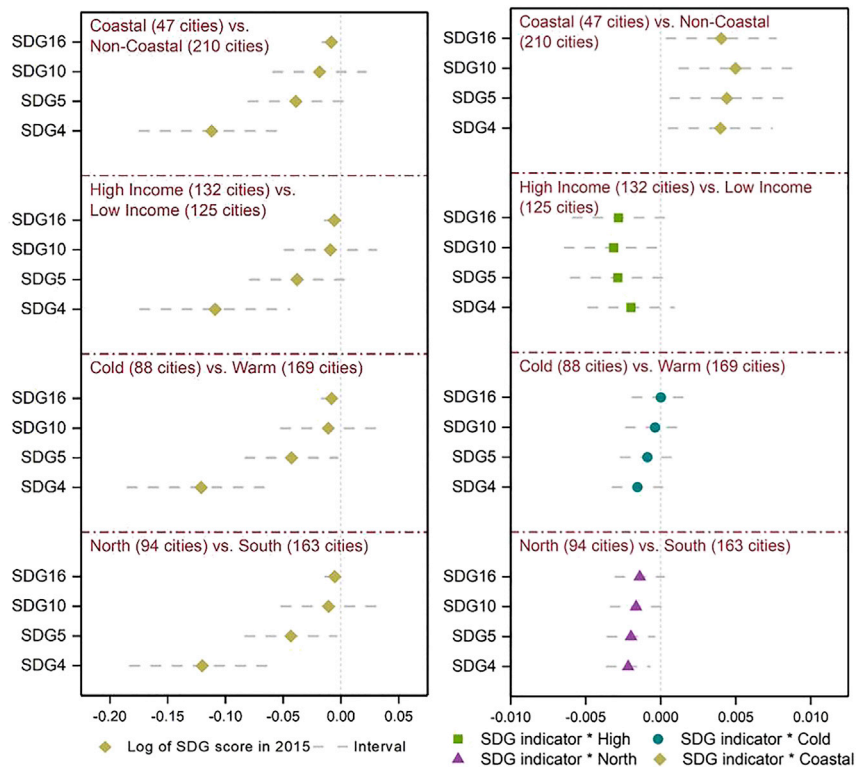 Coastal (47 cities) vs.
Non-Coastal (210 cities)
SDG16
SDG10
SDG5
SDG4
High Income (132 cities) vs.
Low Income (125 cities)
SDG16
SDG10
SDG5
SDG4
Cold (88 cities) vs. Warm (169 cities)
SDG16
SDG10
SDG5
SDG4
North (94 cities) vs. South (163 cities)
SDG16
SDG10
SDG5
SDG4
-0.20 -0.15 -0.10 -0.05 0.00 0.05
Log of SDG score in 2015 Interval
Coastal (47 cities) vs. Non-Coastal
(210 cities)
SDG16
SDG10
SDG5
SDG4
High Income (132 cities) vs. Low Income
(125 cities)
SDG16
SDG10
SDG5
SDG4
Cold (88 cities) vs. Warm (169 cities)
SDG16
SDG10
SDG5
SDG4
North (94 cities) vs. South (163 cities)
SDG16
SDG10
SDG5
SDG4
-0.010 -0.005 0.000 0.005 0.010
SDG indicator * High SDG indicator * Cold
SDG indicator * North SDG indicator * Coastal